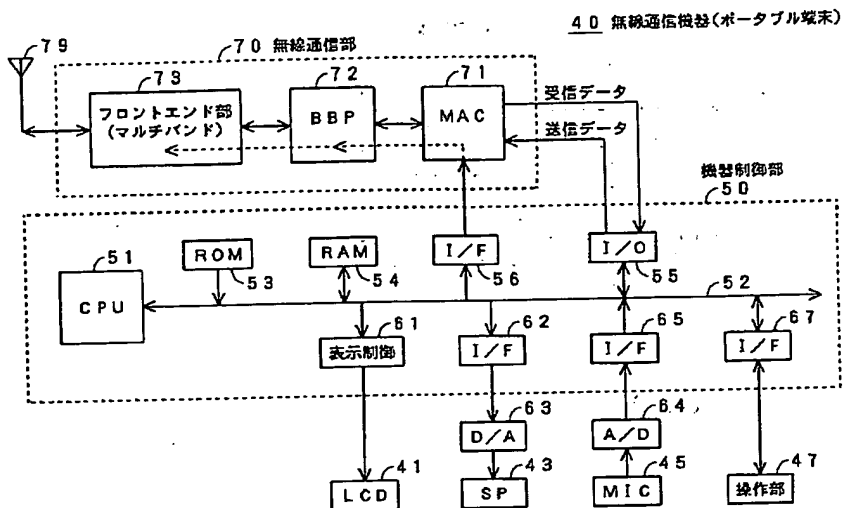 40 無線通信機器(ポータブル端末)
79
70 無線通信部
73
フロントエンド部
(マルチバンド)
72
BBP
71
MAC
受信データ
送信データ
機器制御部
50
51
CPU
ROM
53
RAM
54
I/F
56
I/O
55
52
61
表示制御
62
I/F
65
I/F
67
I/F
63
D/A
64
A/D
41
LCD
43
SP
45
MIC
47
操作部